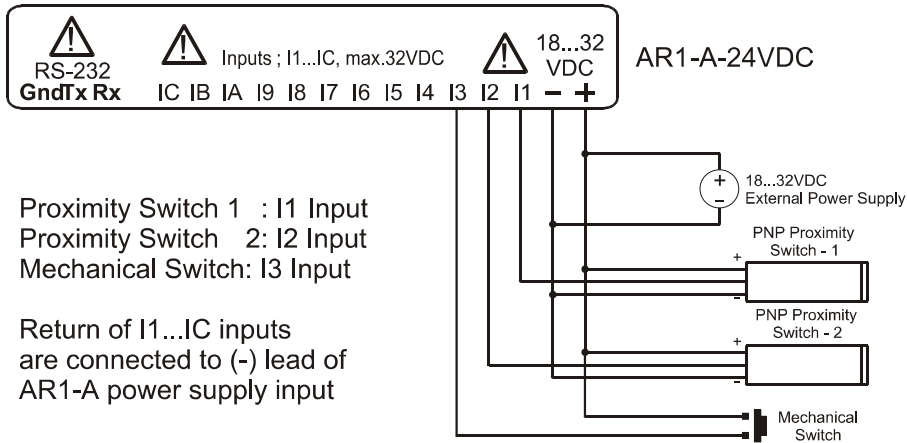 18...32
RS-232
Inputs ; I1...IC, max.32VDC
VDC
AR1-A-24VDC
GndTx Rx IC IB IA I9 I8 I7 I6 I5 I4 I3 I2 I1 − +
+
−
18...32VDC
External Power Supply
Proximity Switch 1 : I1 Input
Proximity Switch 2: I2 Input
Mechanical Switch: I3 Input
PNP Proximity
Switch - 1
+
-
PNP Proximity
Switch - 2
+
-
Return of I1...IC inputs
are connected to (-) lead of
AR1-A power supply input
Mechanical
Switch